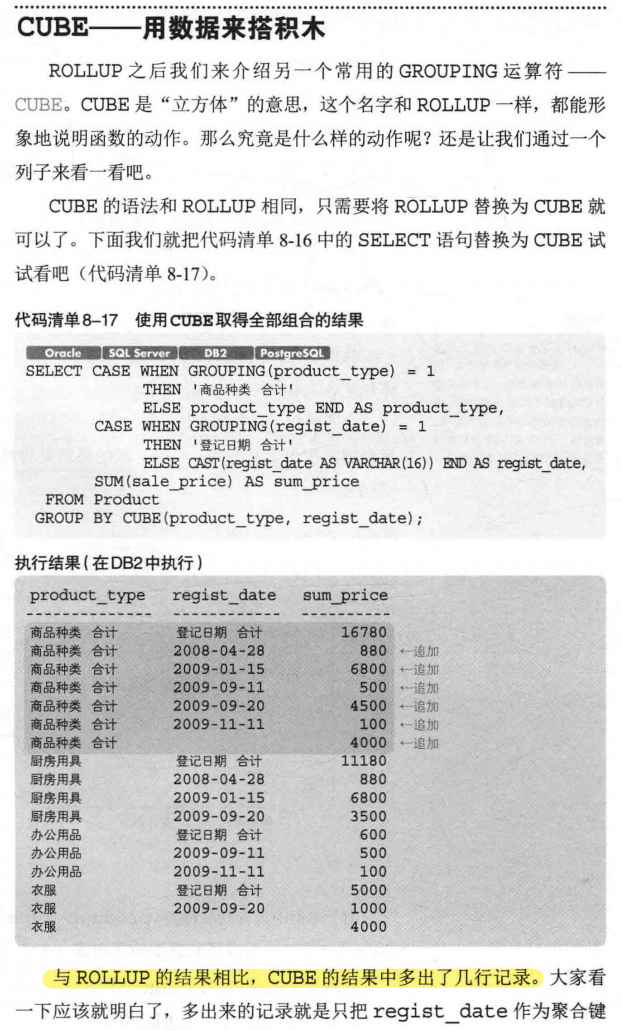 CUBE——用数据来搭积木
ROLLUP 之后我们来介绍另一个常用的 GROUPING 运算符——
CUBE。CUBE 是“立方体”的意思，这个名字和 ROLLUP 一样，都能形
象地说明函数的动作。那么究竟是什么样的动作呢？还是让我们通过一个
列子来看一看吧。
CUBE 的语法和 ROLLUP 相同，只需要将 ROLLUP 替换为 CUBE 就
可以了。下面我们就把代码清单 8-16 中的 SELECT 语句替换为 CUBE 试
试看吧（代码清单 8-17）。
代码清单8-17 使用CUBE取得全部组合的结果
Oracle SQL Server DB2 PostgreSQL
SELECT CASE WHEN GROUPING(product_type) = 1
THEN '商品种类 合计'
ELSE product_type END AS product_type,
CASE WHEN GROUPING(regist_date) = 1
THEN '登记日期 合计'
ELSE CAST(regist_date AS VARCHAR(16)) END AS regist_date,
SUM(sale_price) AS sum_price
FROM Product
GROUP BY CUBE(product_type, regist_date);
执行结果(在DB2中执行)
product_type regist_date sum_price
------------- ------------ ----------
商品种类 合计 登记日期 合计 16780
商品种类 合计 2008-04-28 880 ←追加
商品种类 合计 2009-01-15 6800 ←追加
商品种类 合计 2009-09-11 500 ←追加
商品种类 合计 2009-09-20 4500 ←追加
商品种类 合计 2009-11-11 100 ←追加
商品种类 合计 4000 ←追加
厨房用具 登记日期 合计 11180
厨房用具 2008-04-28 880
厨房用具 2009-01-15 6800
厨房用具 2009-09-20 3500
办公用品 登记日期 合计 600
办公用品 2009-09-11 500
办公用品 2009-11-11 100
衣服 登记日期 合计 5000
衣服 2009-09-20 1000
衣服 4000
与 ROLLUP 的结果相比，CUBE 的结果中多出了几行记录。大家看
一下应该就明白了，多出来的记录就是只把 regist_date 作为聚合键